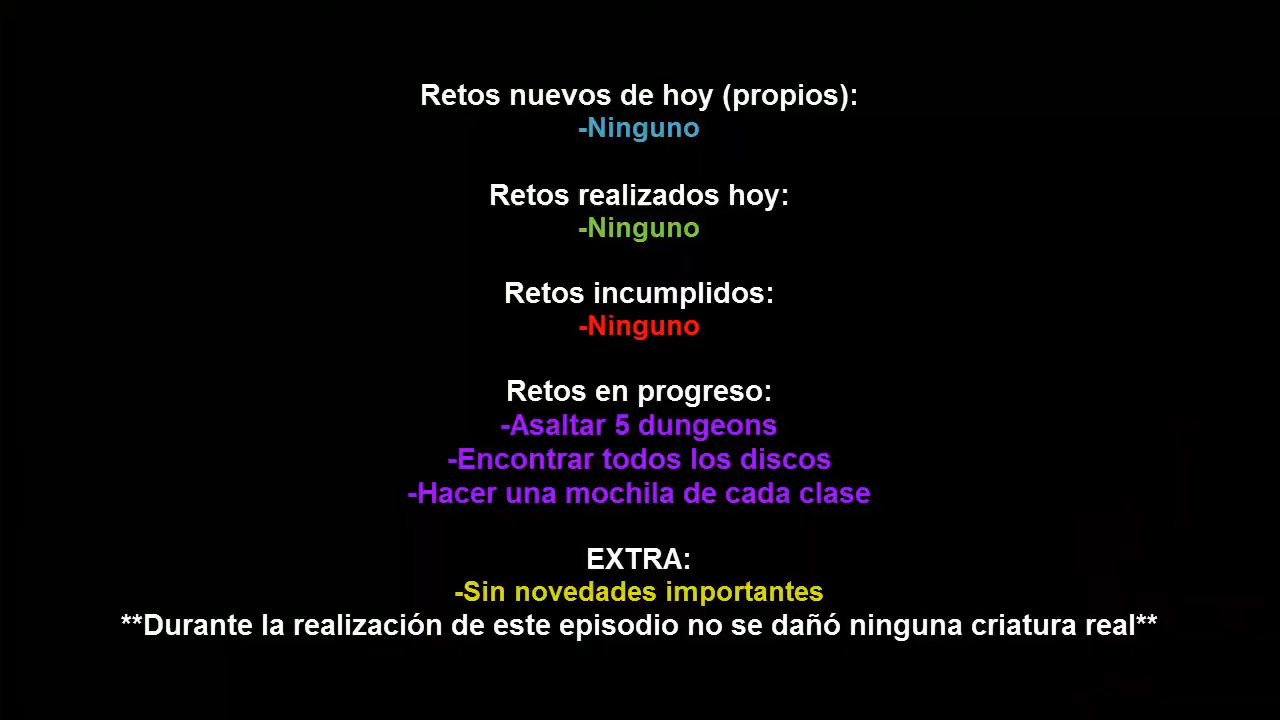 Retos nuevos de hoy (propios):
-Ninguno
Retos realizados hoy:
-Ninguno
Retos incumplidos:
-Ninguno
Retos en progreso:
-Asaltar 5 dungeons
-Encontrar todos los discos
-Hacer una mochila de cada clase
EXTRA:
-Sin novedades importantes
**Durante la realización de este episodio no se dañó ninguna criatura real**